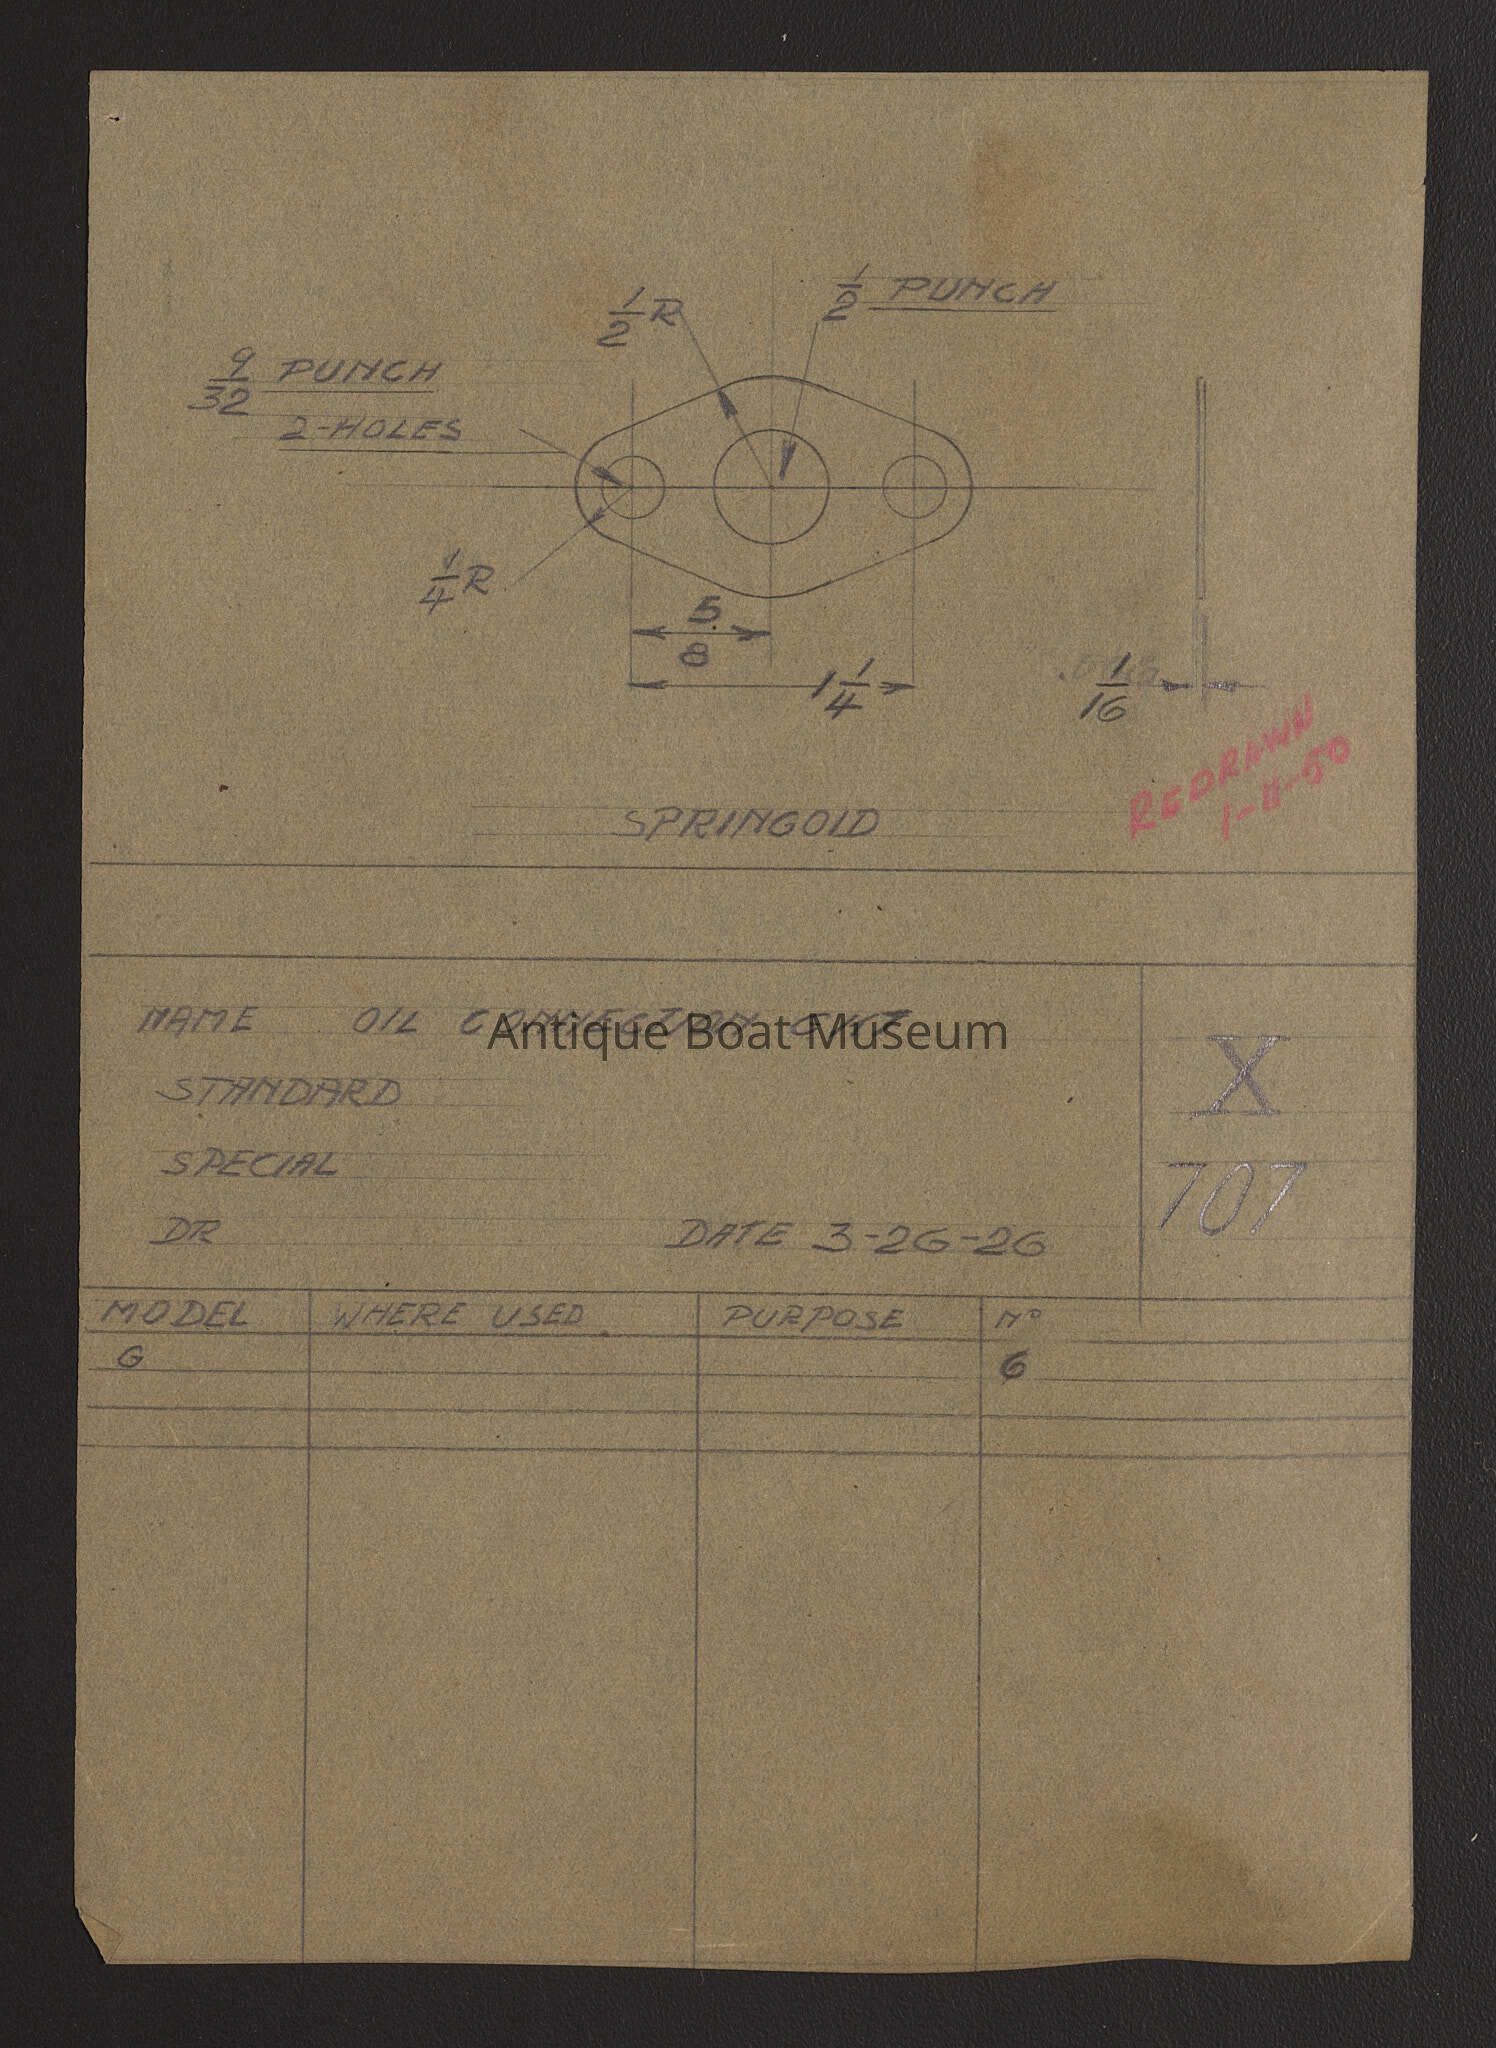 1/2 R
1/2 PUNCH
9/32 PUNCH
2-HOLES
1/4 R
5/8
1 1/4
1/16
REDRAWN
1-11-50
SPRINGOLD
NAME OIL CONNECTION GKT
Antique Boat Museum
X
STANDARD
SPECIAL
707
DR DATE 3-26-26
MODEL WHERE USED PURPOSE Nº
G 6